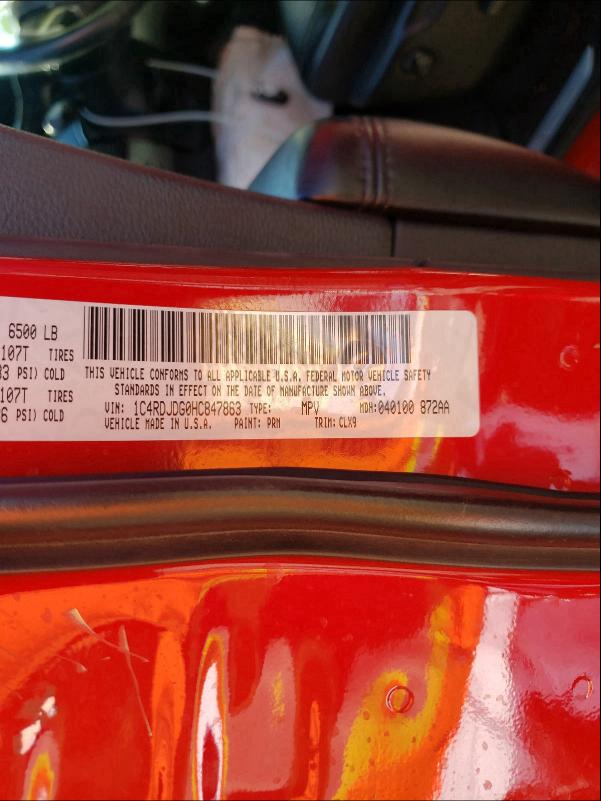 6500 LB
107T TIRES
PSI) COLD
107T TIRES
PSI) COLD
THIS VEHICLE CONFORMS TO ALL APPLICABLE U.S.A. FEDERAL MOTOR VEHICLE SAFETY
STANDARDS IN EFFECT ON THE DATE OF MANUFACTURE SHOWN ABOVE.
VIN: 1C4RDJDG0HC847863 TYPE: MPV MDH:040100 872AA
VEHICLE MADE IN U.S.A. PAINT: PRM TRIM: CLX9